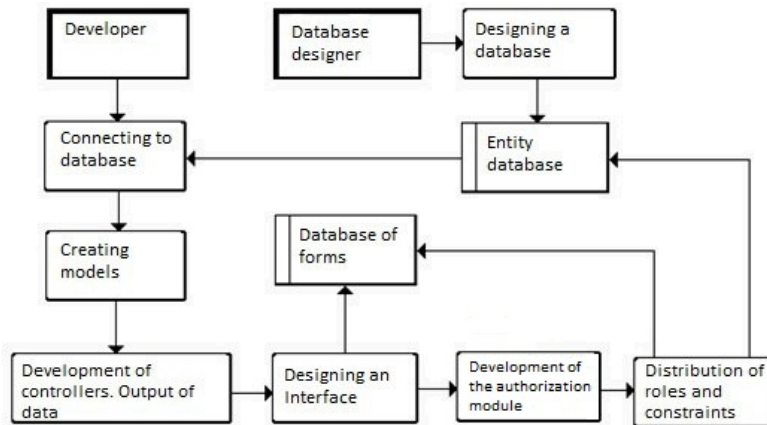 Developer
Database
designer
Designing a
database
Connecting to
database
Entity
database
Creating
models
Database of
forms
Development of
controllers. Output of
data
Designing an
Interface
Development of
the authorization
module
Distribution of
roles and
constraints